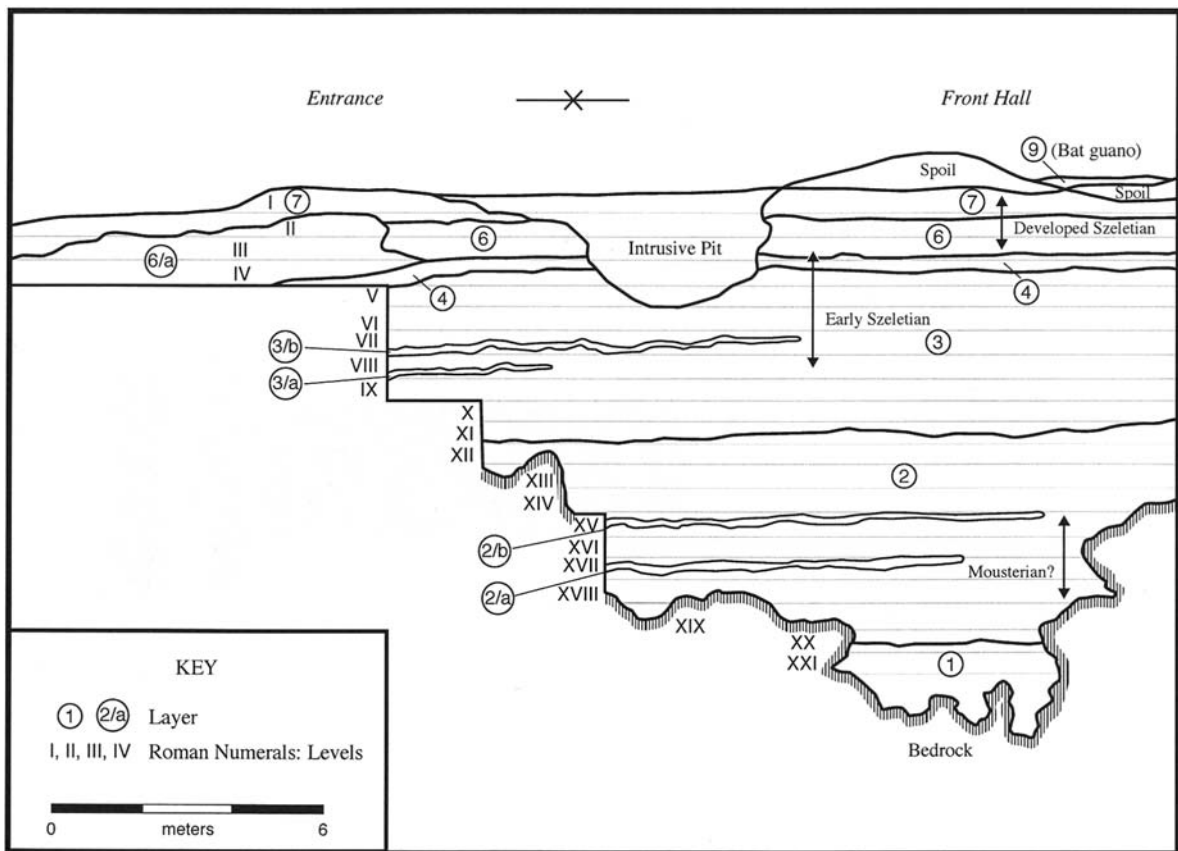 Entrance
Front Hall
9 (Bat guano)
Spoil
Spoil
I 7
7
II
6
6
Developed Szeletian
Intrusive Pit
6/a
III
IV
4
4
V
VI
Early Szeletian
3
VII
3/b
VIII
3/a
IX
X
XI
XII
XIII
2
XIV
XV
2/b
XVI
XVII
Mousterian?
2/a
XVIII
XIX
XX
XXI
1
Bedrock
KEY
1 2/a Layer
I, II, III, IV Roman Numerals: Levels
0 meters 6